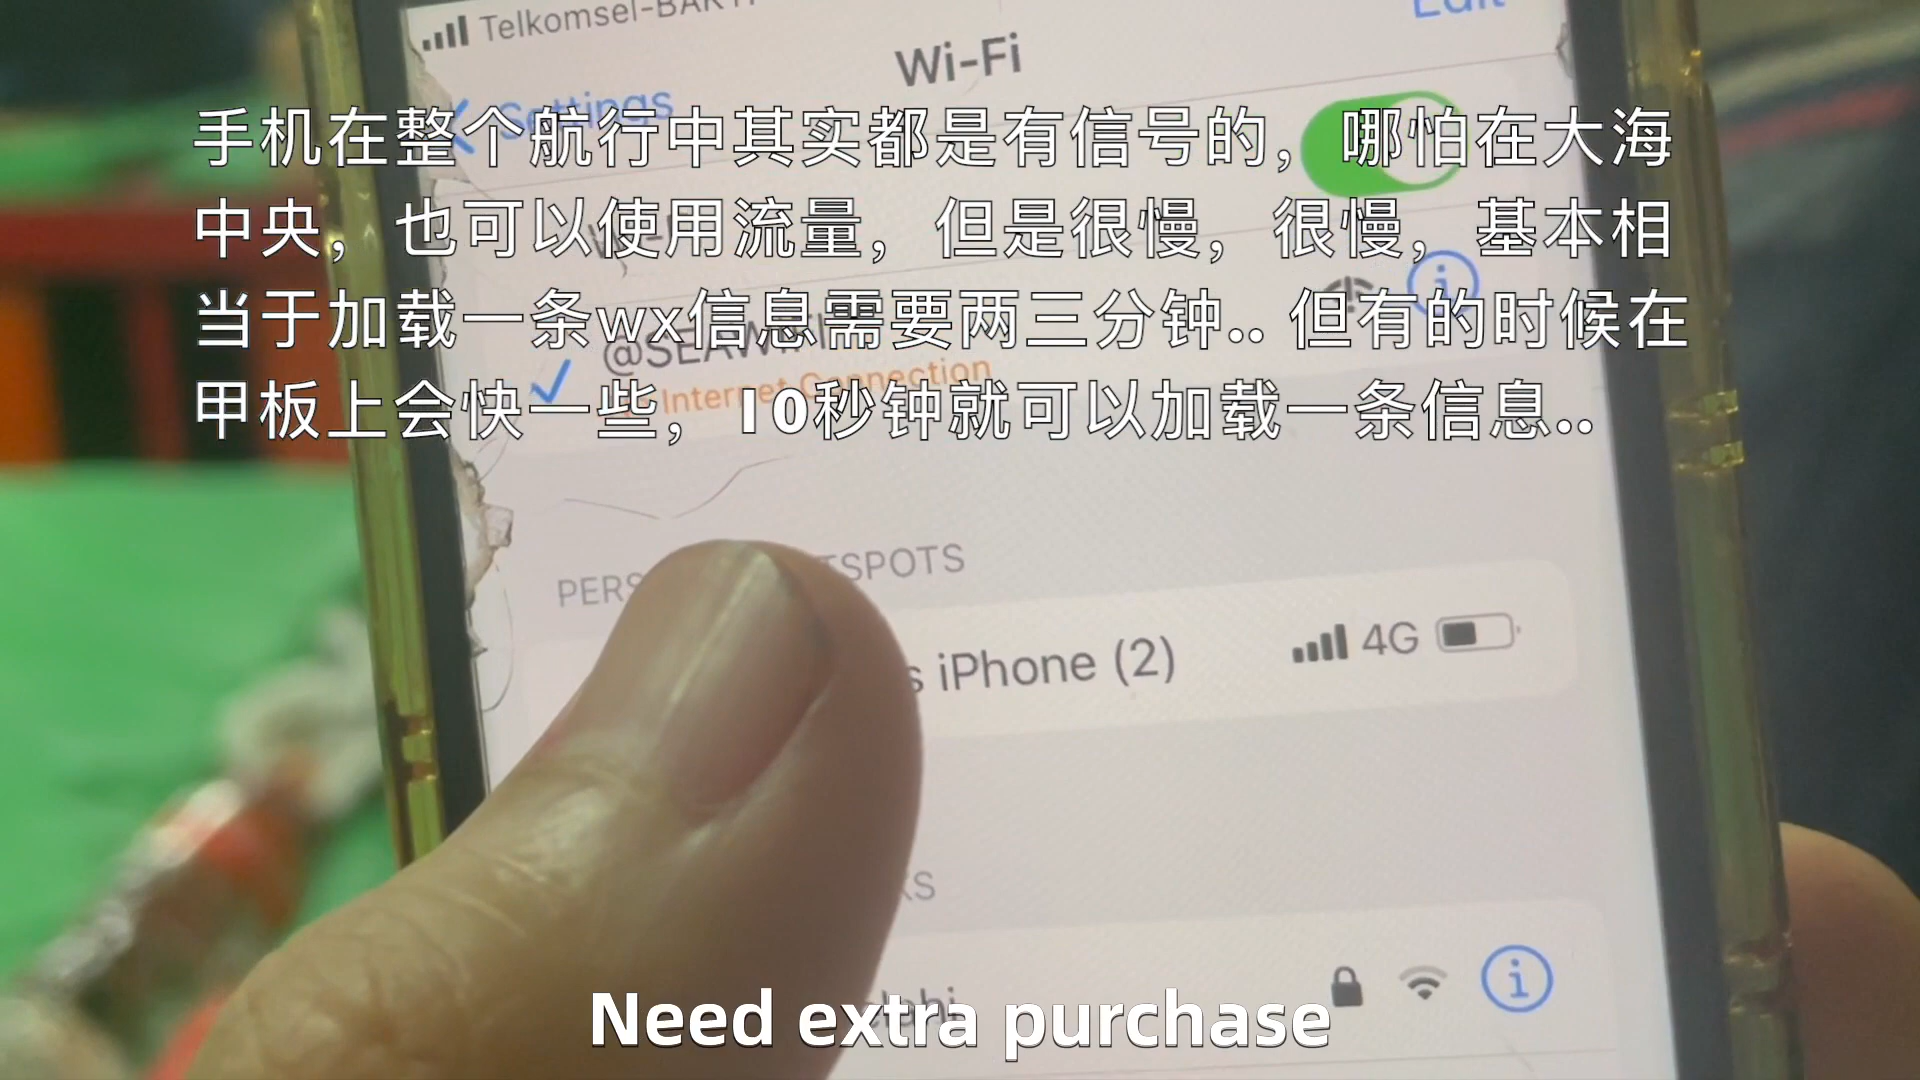 Telkomsel-BAKTI
Edit
Wi-Fi
Settings
手机在整个航行中其实都是有信号的，哪怕在大海
中央，也可以使用流量，但是很慢，很慢，基本相
当于加载一条wx信息需要两三分钟.. 但有的时候在
甲板上会快一些，10秒钟就可以加载一条信息..
Internet Connection
iPhone (2)
4G
Need extra purchase